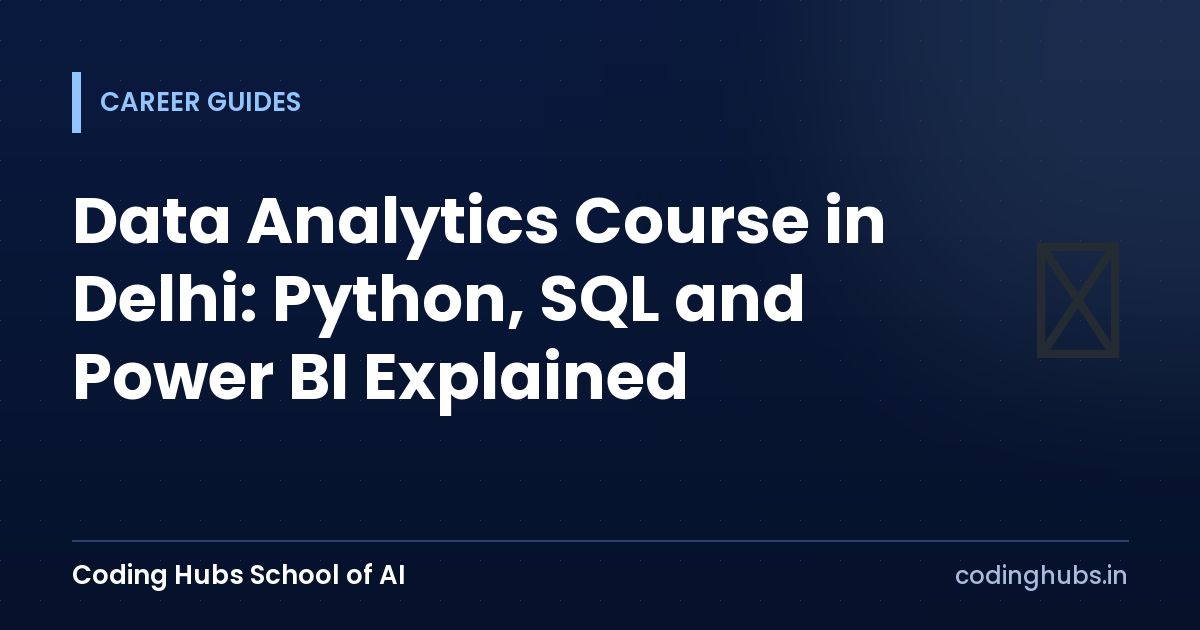 CAREER GUIDES
Data Analytics Course in
Delhi: Python, SQL and
Power BI Explained
Coding Hubs School of AI
codinghubs.in